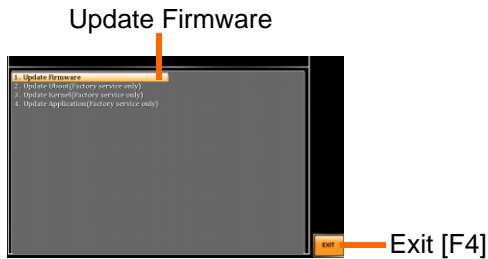 Update Firmware
1. Update Firmware
2. Update Uboot(Factory service only)
3. Update Kernel(Factory service only)
4. Update Application(Factory service only)
EXIT
Exit [F4]